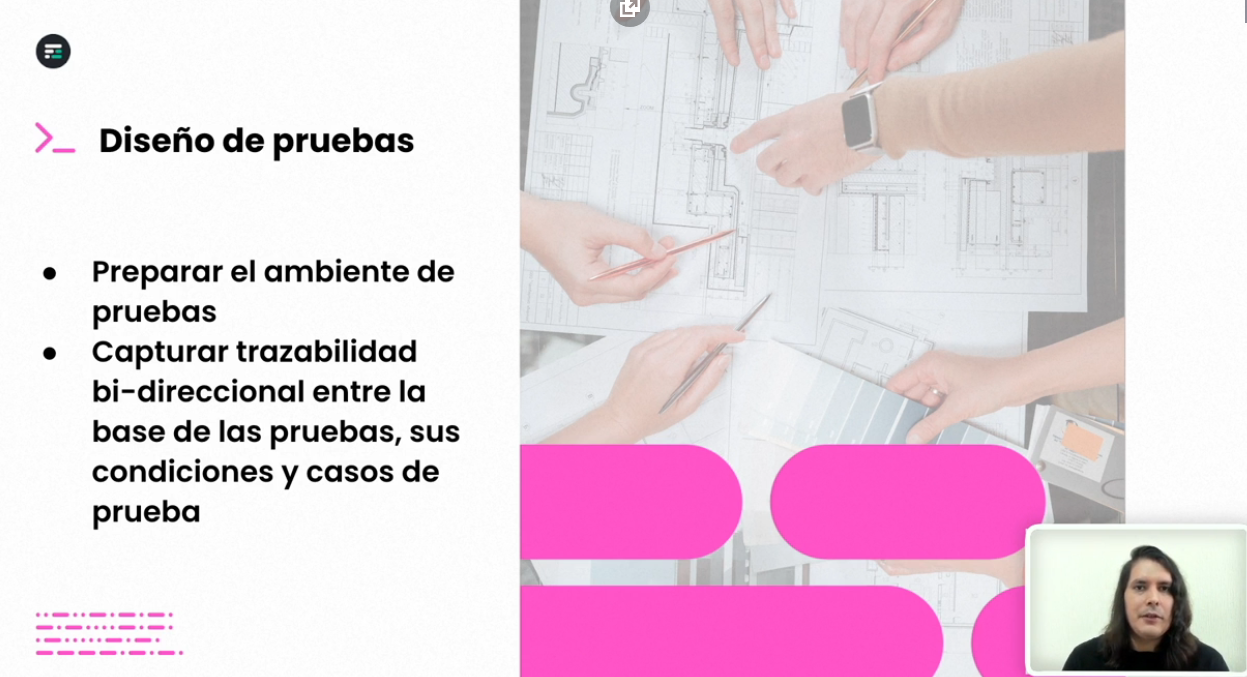 Diseño de pruebas
● Preparar el ambiente de
pruebas
● Capturar trazabilidad
bi-direccional entre la
base de las pruebas, sus
condiciones y casos de
prueba